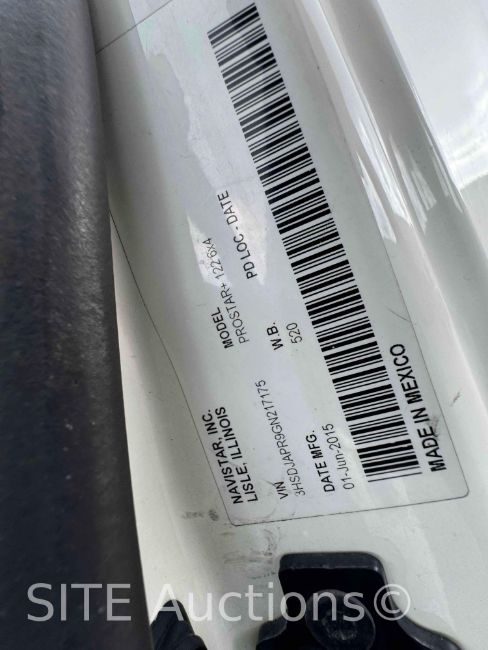 NAVISTAR, INC.
LISLE, ILLINOIS
MODEL
PROSTAR+ 122 6x4
VIN
3HSDJAPR9GN217175
W.B.
520
PD LOC - DATE
DATE MFG.
01-Jun-2015
MADE IN MEXICO
SITE Auctions©